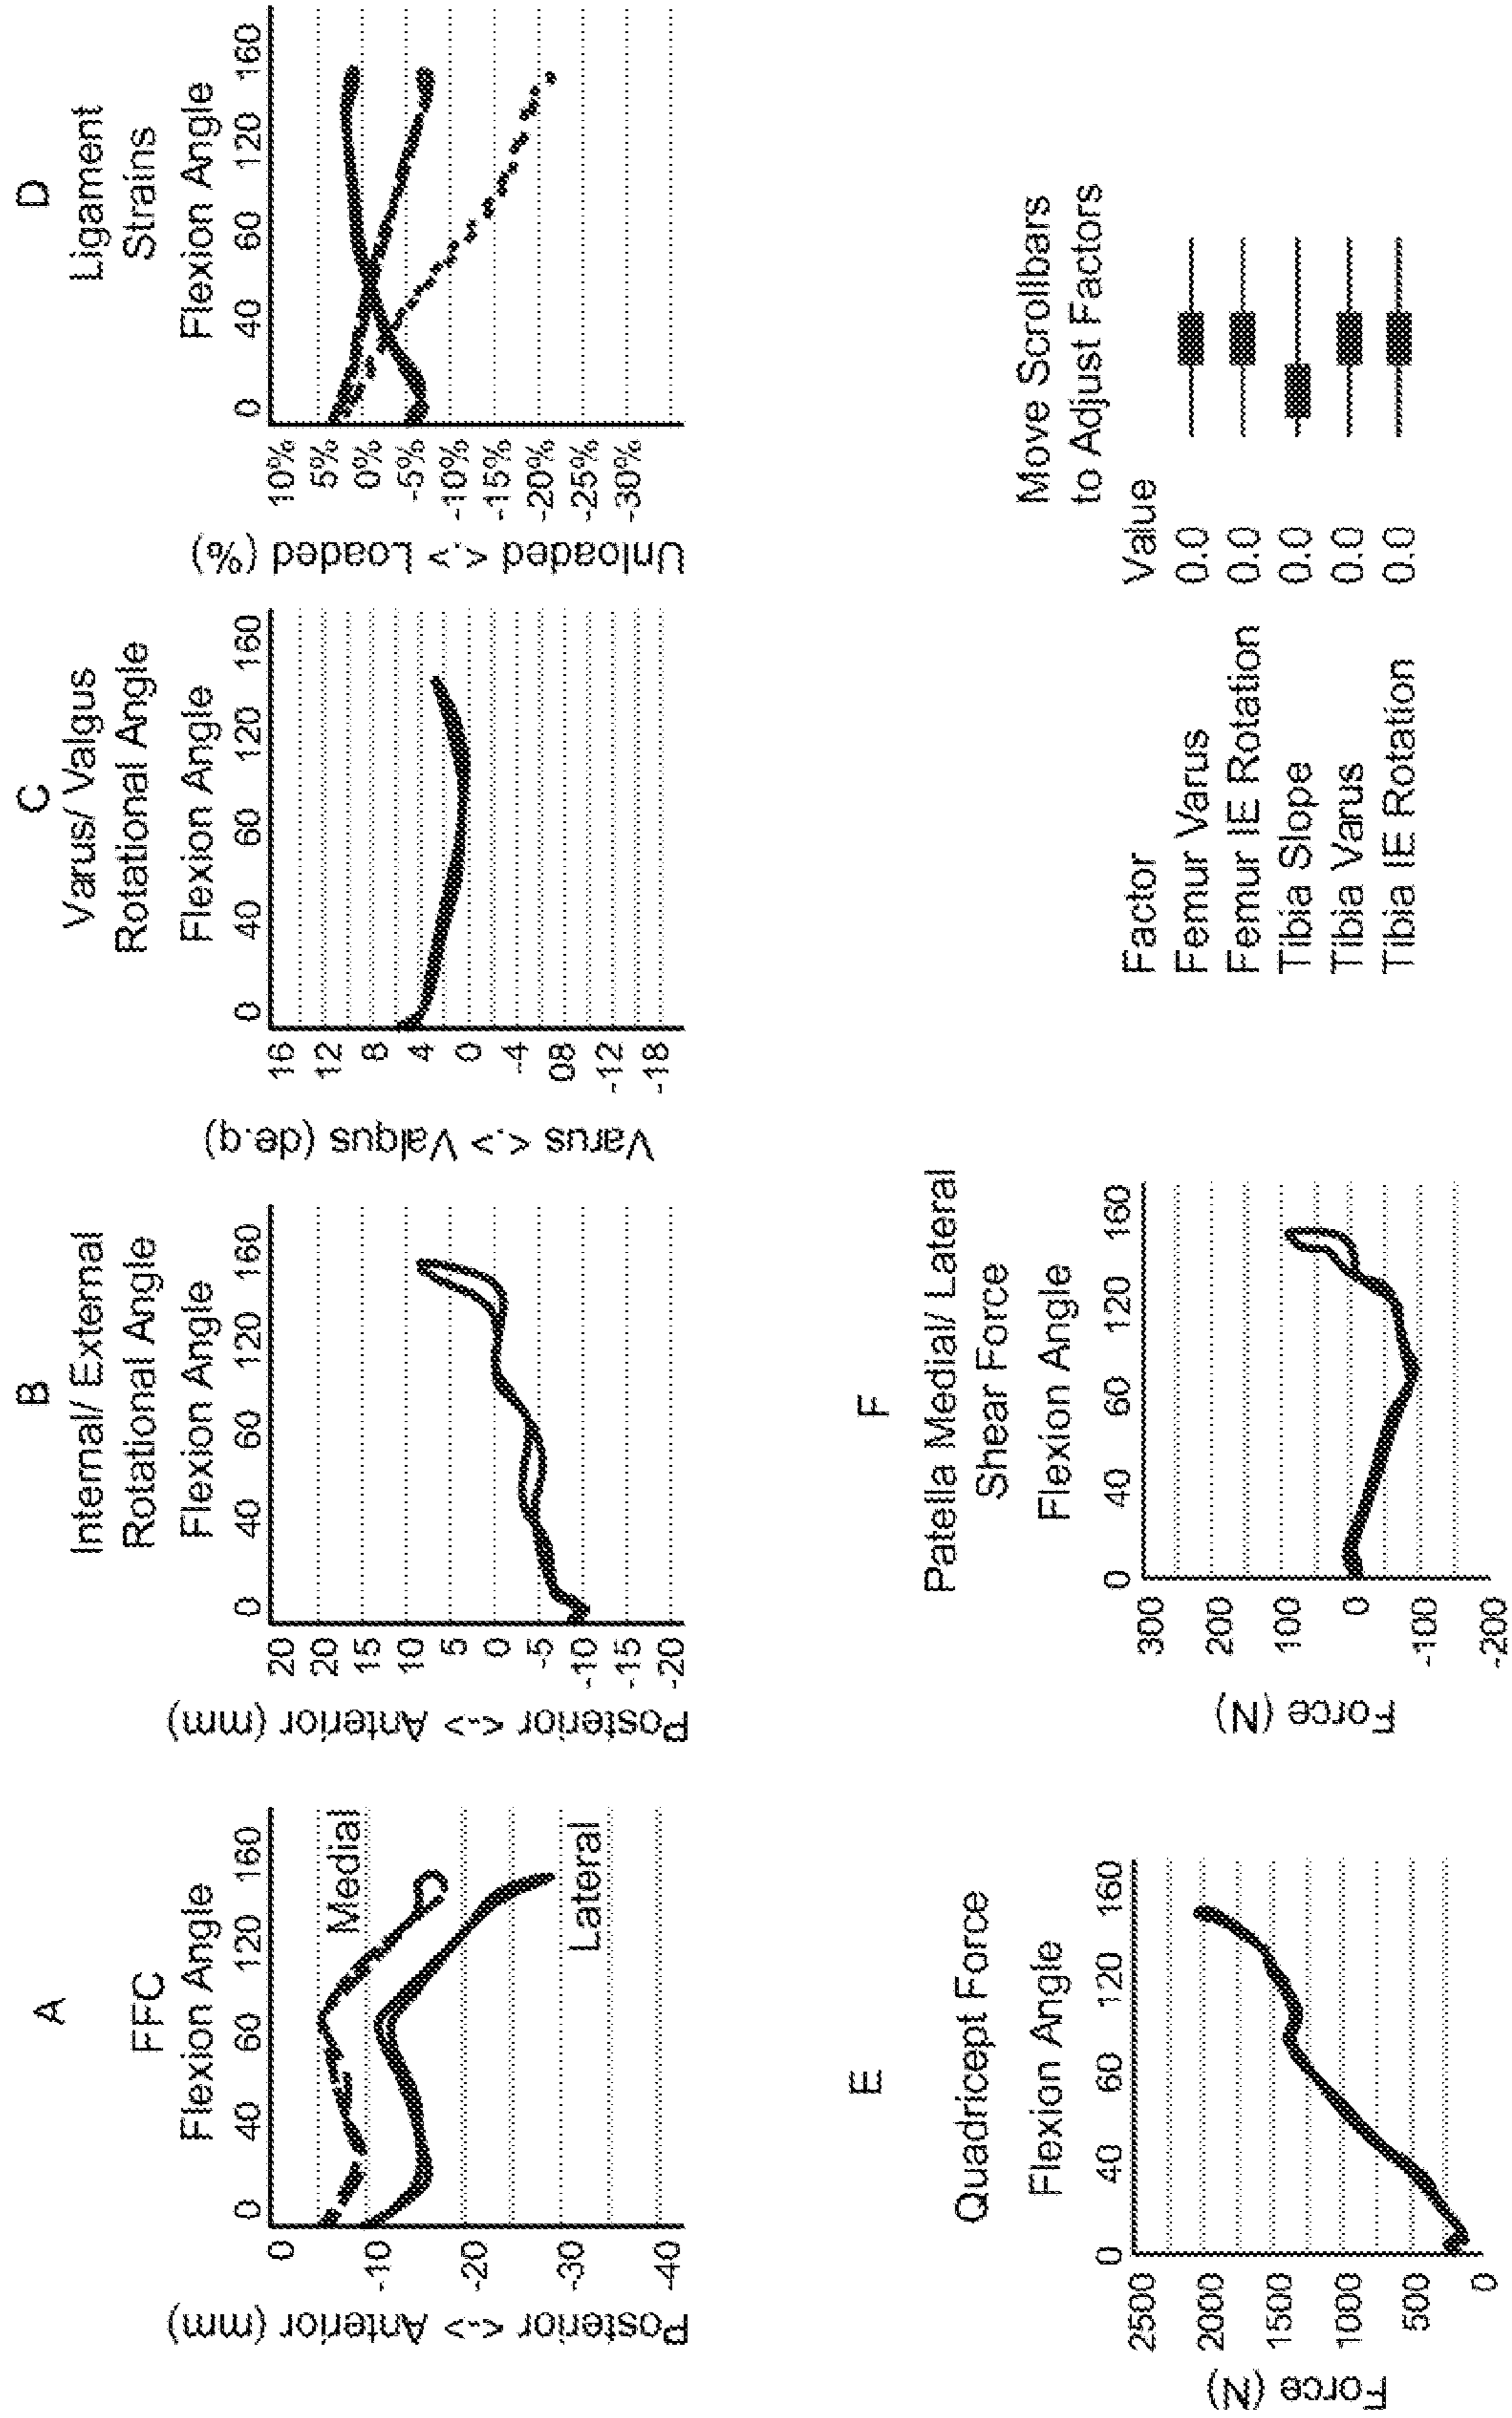 A
FFC
Flexion Angle
0
40
60
120
160
0
-10
-20
-30
-40
Posterior <-> Anterior (mm)
Medial
Lateral
B
Internal/ External
Rotational Angle
Flexion Angle
0
40
60
120
160
20
20
15
10
5
0
-5
-10
-15
-20
Posterior <-> Anterior (mm)
C
Varus/ Valgus
Rotational Angle
Flexion Angle
0
40
60
120
160
16
12
8
4
0
-4
08
-12
-18
Varus <.> Valqus (de.q)
D
Ligament
Strains
Flexion Angle
0
40
60
120
160
10%
5%
0%
-5%
-10%
-15%
-20%
-25%
-30%
Unloaded <.> Loaded (%)
E
Quadricept Force
Flexion Angle
0
40
60
120
160
2500
2000
1500
1000
500
0
Force (N)
F
Patella Medial/ Lateral
Shear Force
Flexion Angle
0
40
60
120
160
300
200
100
0
-100
-200
Force (N)
Move Scrollbars
to Adjust Factors
Factor Value
Femur Varus 0.0
Femur IE Rotation 0.0
Tibia Slope 0.0
Tibia Varus 0.0
Tibia IE Rotation 0.0